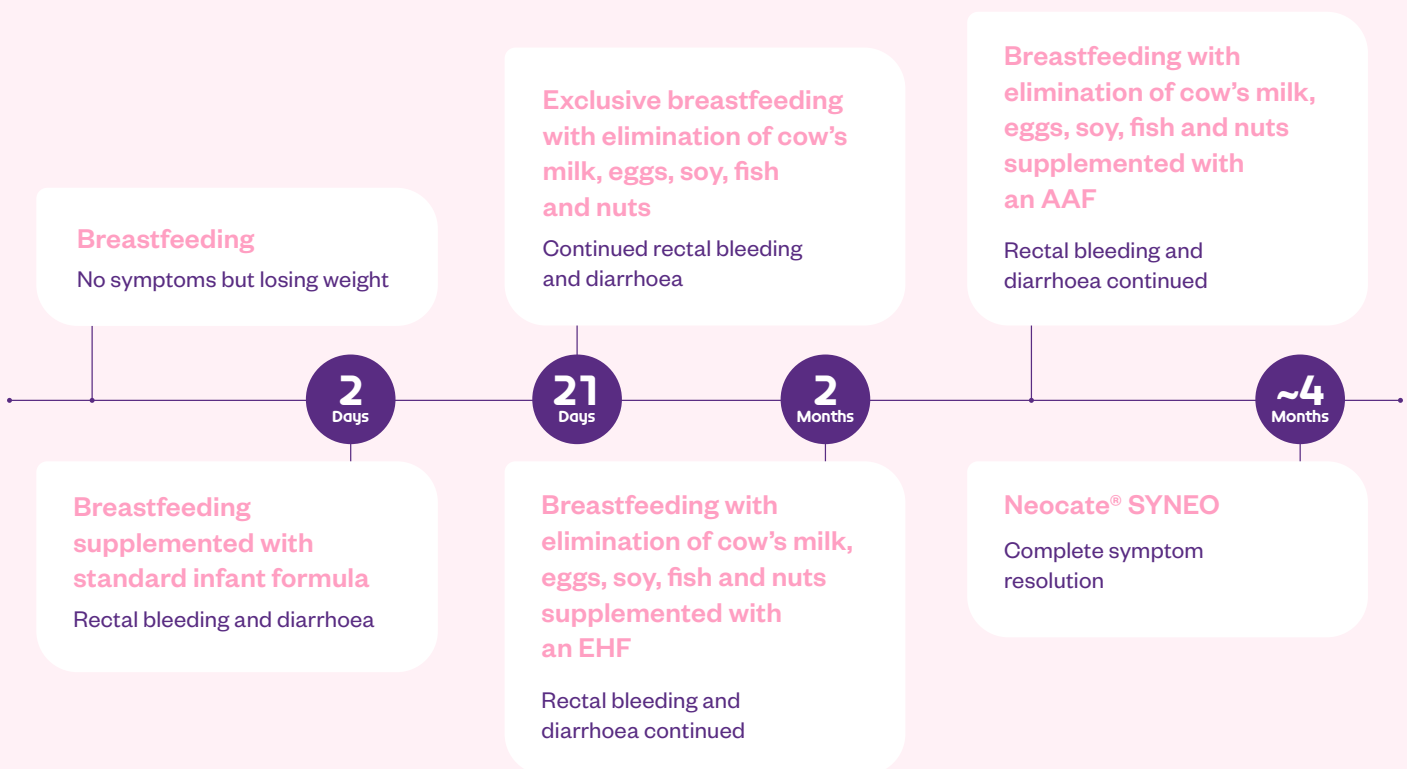 Breastfeeding
No symptoms but losing weight
2
Days
Breastfeeding
supplemented with
standard infant formula
Rectal bleeding and diarrhoea
Exclusive breastfeeding
with elimination of cow’s
milk, eggs, soy, fish
and nuts
Continued rectal bleeding
and diarrhoea
21
Days
2
Months
Breastfeeding with
elimination of cow’s milk,
eggs, soy, fish and nuts
supplemented with
an EHF
Rectal bleeding and
diarrhoea continued
Breastfeeding with
elimination of cow’s milk,
eggs, soy, fish and nuts
supplemented with
an AAF
Rectal bleeding and
diarrhoea continued
~4
Months
Neocate® SYNEO
Complete symptom
resolution